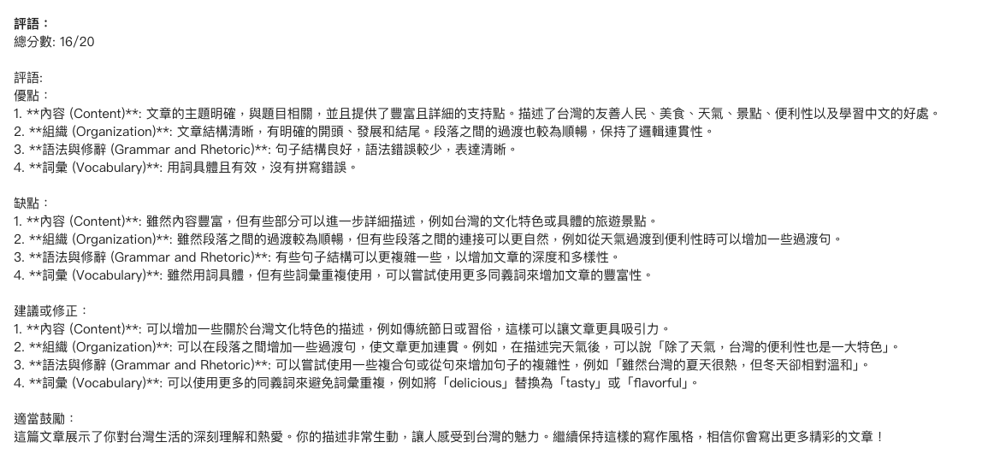 評語：
總分數: 16/20
評語:
優點：
1. **內容 (Content)**: 文章的主題明確，與題目相關，並且提供了豐富且詳細的支持點。描述了台灣的友善人民、美食、天氣、景點、便利性以及學習中文的好處。
2. **組織 (Organization)**: 文章結構清晰，有明確的開頭、發展和結尾。段落之間的過渡也較為順暢，保持了邏輯連貫性。
3. **語法與修辭 (Grammar and Rhetoric)**: 句子結構良好，語法錯誤較少，表達清晰。
4. **詞彙 (Vocabulary)**: 用詞具體且有效，沒有拼寫錯誤。
缺點：
1. **內容 (Content)**: 雖然內容豐富，但有些部分可以進一步詳細描述，例如台灣的文化特色或具體的旅遊景點。
2. **組織 (Organization)**: 雖然段落之間的過渡較為順暢，但有些段落之間的連接可以更自然，例如從天氣過渡到便利性時可以增加一些過渡句。
3. **語法與修辭 (Grammar and Rhetoric)**: 有些句子結構可以更複雜一些，以增加文章的深度和多樣性。
4. **詞彙 (Vocabulary)**: 雖然用詞具體，但有些詞彙重複使用，可以嘗試使用更多同義詞來增加文章的豐富性。
建議或修正：
1. **內容 (Content)**: 可以增加一些關於台灣文化特色的描述，例如傳統節日或習俗，這樣可以讓文章更具吸引力。
2. **組織 (Organization)**: 可以在段落之間增加一些過渡句，使文章更加連貫。例如，在描述完天氣後，可以說「除了天氣，台灣的便利性也是一大特色」。
3. **語法與修辭 (Grammar and Rhetoric)**: 可以嘗試使用一些複合句或從句來增加句子的複雜性，例如「雖然台灣的夏天很熱，但冬天卻相對溫和」。
4. **詞彙 (Vocabulary)**: 可以使用更多的同義詞來避免詞彙重複，例如將「delicious」替換為「tasty」或「flavorful」。
適當鼓勵：
這篇文章展示了你對台灣生活的深刻理解和熱愛。你的描述非常生動，讓人感受到台灣的魅力。繼續保持這樣的寫作風格，相信你會寫出更多精彩的文章！